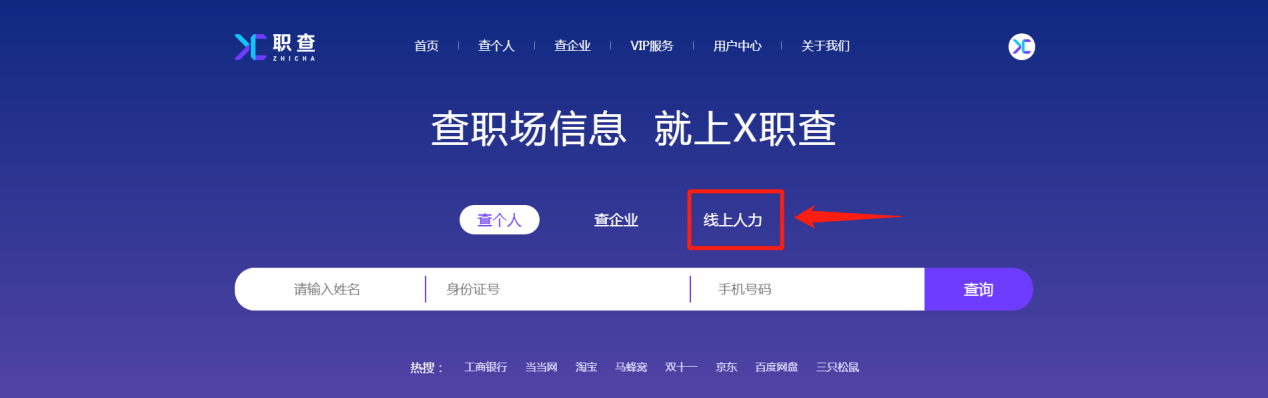 职查
ZHICHA
首页 查个人 查企业 VIP服务 用户中心 关于我们
查职场信息 就上X职查
查个人 查企业 线上人力
请输入姓名 身份证号 手机号码 查询
热搜： 工商银行 当当网 淘宝 马蜂窝 双十一 京东 百度网盘 三只松鼠